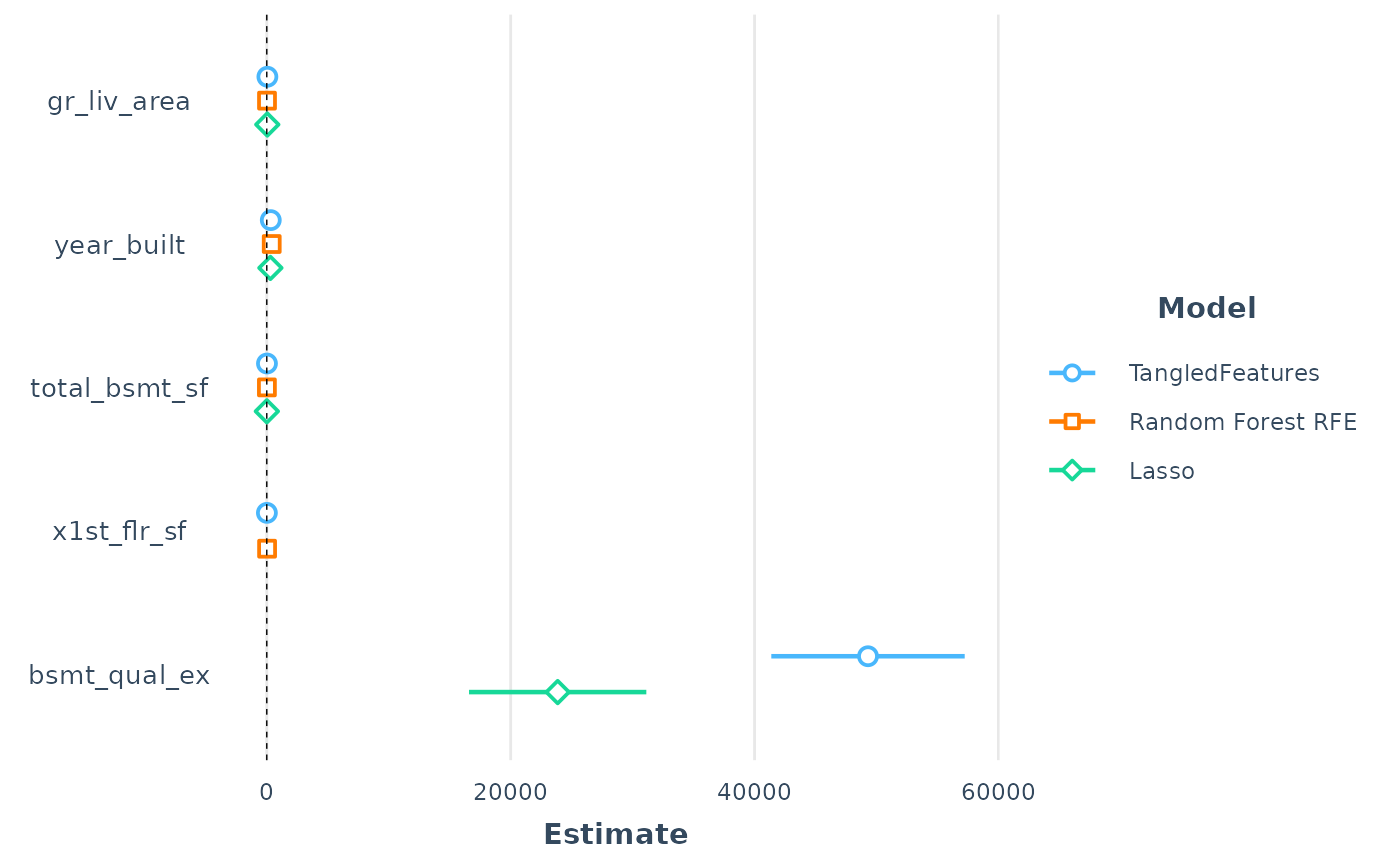 gr_liv_area
year_built
total_bsmt_sf
x1st_flr_sf
bsmt_qual_ex
0
20000
40000
60000
Estimate
Model
TangledFeatures
Random Forest RFE
Lasso